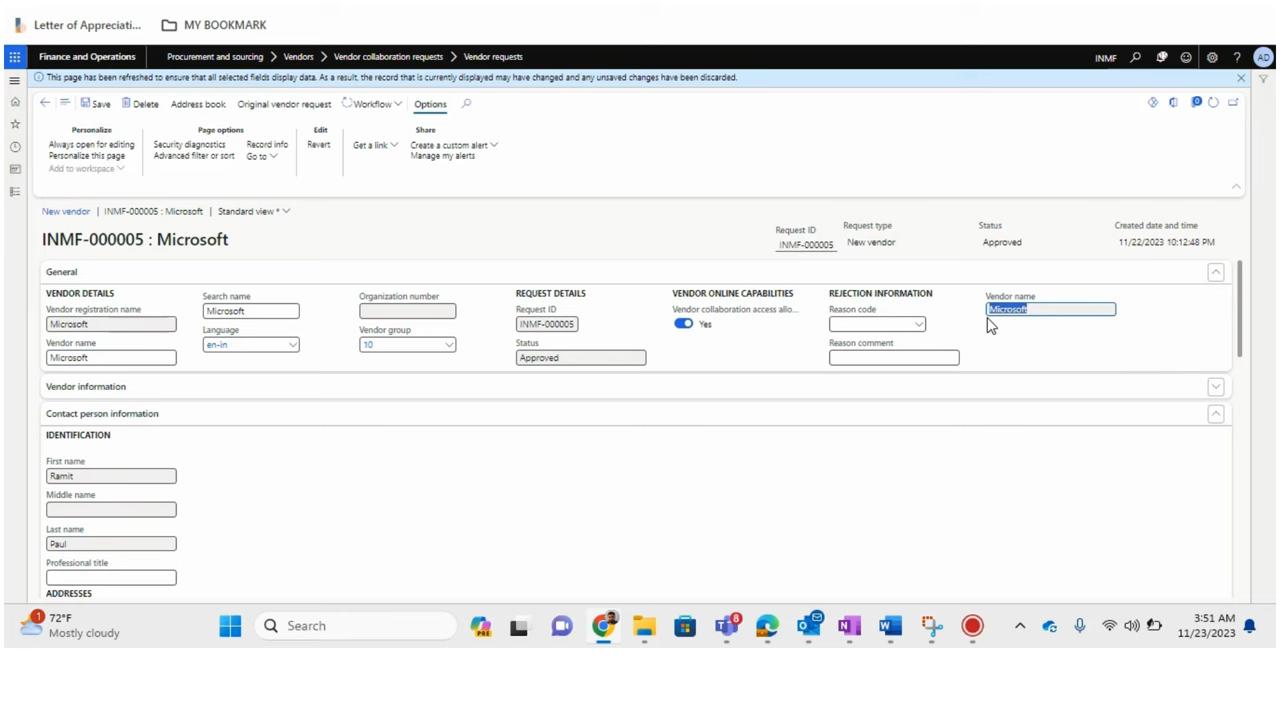 Letter of Appreciati...
MY BOOKMARK
Finance and Operations
Procurement and sourcing
Vendors
Vendor collaboration requests
Vendor requests
INMF
?
AD
This page has been refreshed to ensure that all selected fields display data. As a result, the record that is currently displayed may have changed and any unsaved changes have been discarded.
Save
Delete
Address book
Original vendor request
Workflow
Options
0
Personalize
Always open for editing
Personalize this page
Add to workspace
Page options
Security diagnostics
Advanced filter or sort
Record info
Go to
Edit
Revert
Get a link
Share
Create a custom alert
Manage my alerts
New vendor | INMF-000005 : Microsoft | Standard view *
INMF-000005 : Microsoft
Request ID
INMF-000005
Request type
New vendor
Status
Approved
Created date and time
11/22/2023 10:12:48 PM
General
VENDOR DETAILS
Vendor registration name
Microsoft
Vendor name
Microsoft
Search name
Microsoft
Language
en-in
Organization number
Vendor group
10
REQUEST DETAILS
Request ID
INMF-000005
Status
Approved
VENDOR ONLINE CAPABILITIES
Vendor collaboration access allo...
Yes
REJECTION INFORMATION
Reason code
Reason comment
Vendor name
Microsoft
Vendor information
Contact person information
IDENTIFICATION
First name
Ramit
Middle name
Last name
Paul
Professional title
ADDRESSES
1
72°F
Mostly cloudy
Search
PRE
8
3:51 AM
11/23/2023